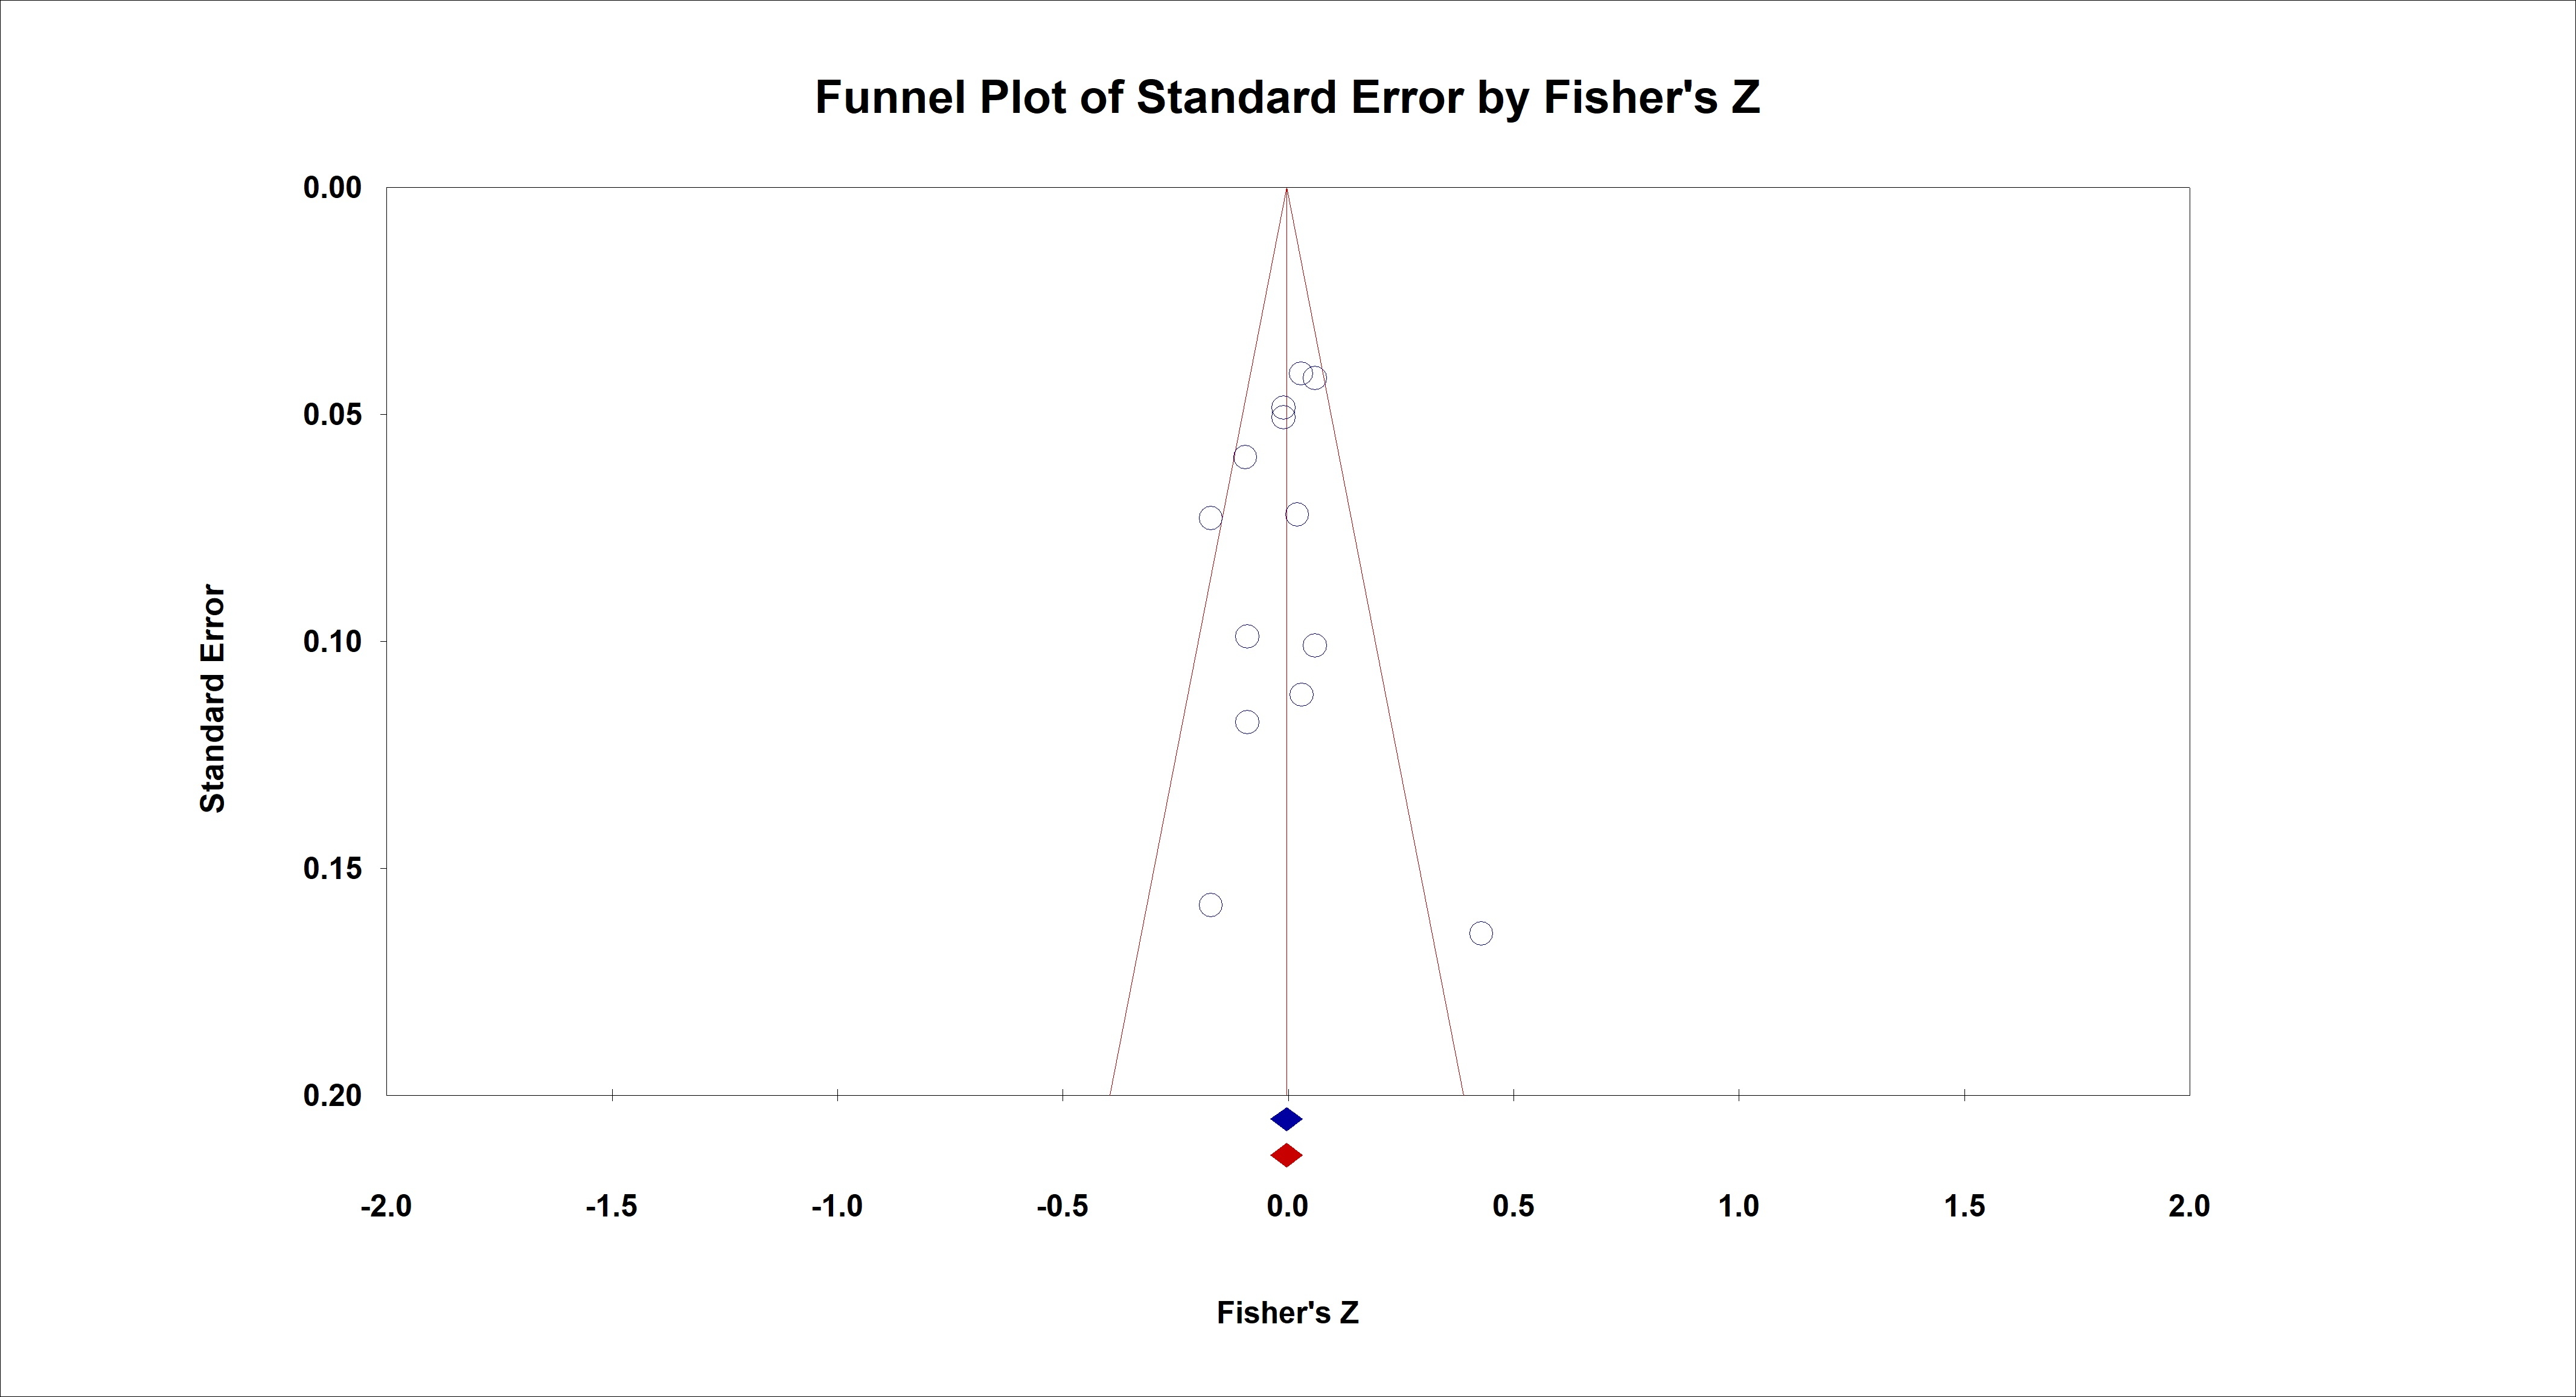 Funnel Plot of Standard Error by Fisher's Z
0.00
0.05
0.10
0.15
0.20
Standard Error
-2.0 -1.5 -1.0 -0.5 0.0 0.5 1.0 1.5 2.0
Fisher's Z